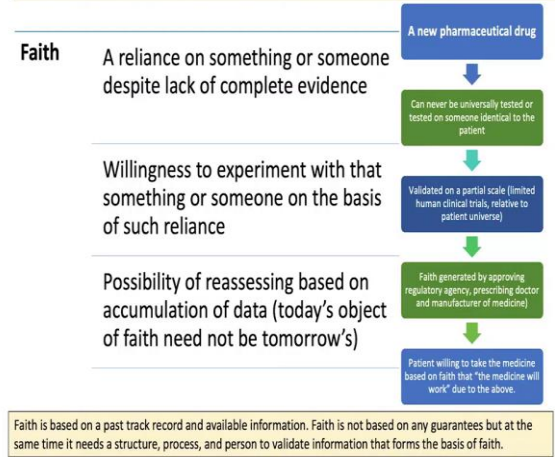 Faith
A reliance on something or someone
despite lack of complete evidence
Willingness to experiment with that
something or someone on the basis
of such reliance
Possibility of reassessing based on
accumulation of data (today's object
of faith need not be tomorrow's)
A new pharmaceutical drug
Can never be universally tested or
tested on someone identical to the
patient
Validated on a partial scale (limited
human clinical trials, relative to
patient universe)
Faith generated by approving
regulatory agency, prescribing doctor
and manufacturer of medicine)
Patient willing to take the medicine
based on faith that "the medicine will
work" due to the above.
Faith is based on a past track record and available information. Faith is not based on any guarantees but at the
same time it needs a structure, process, and person to validate information that forms the basis of faith.